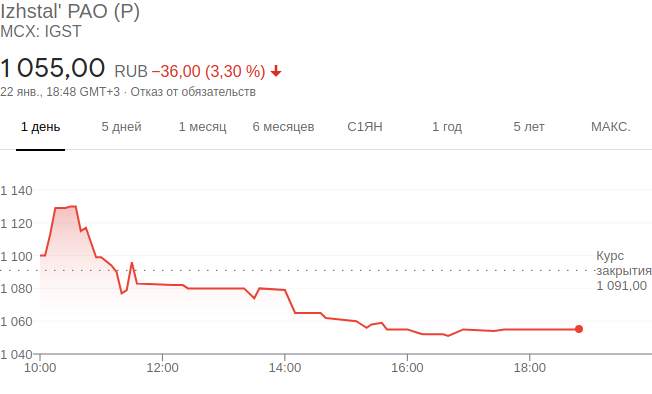 Izhstal' PAO (P)
MCX: IGST
1 055,00 RUB −36,00 (3,30 %)
22 янв., 18:48 GMT+3 · Отказ от обязательств
1 день 5 дней 1 месяц 6 месяцев С1ЯН 1 год 5 лет МАКС.
1 140
1 120
1 100
Курс
закрытия
1 091,00
1 080
1 060
1 040
10:00 12:00 14:00 16:00 18:00